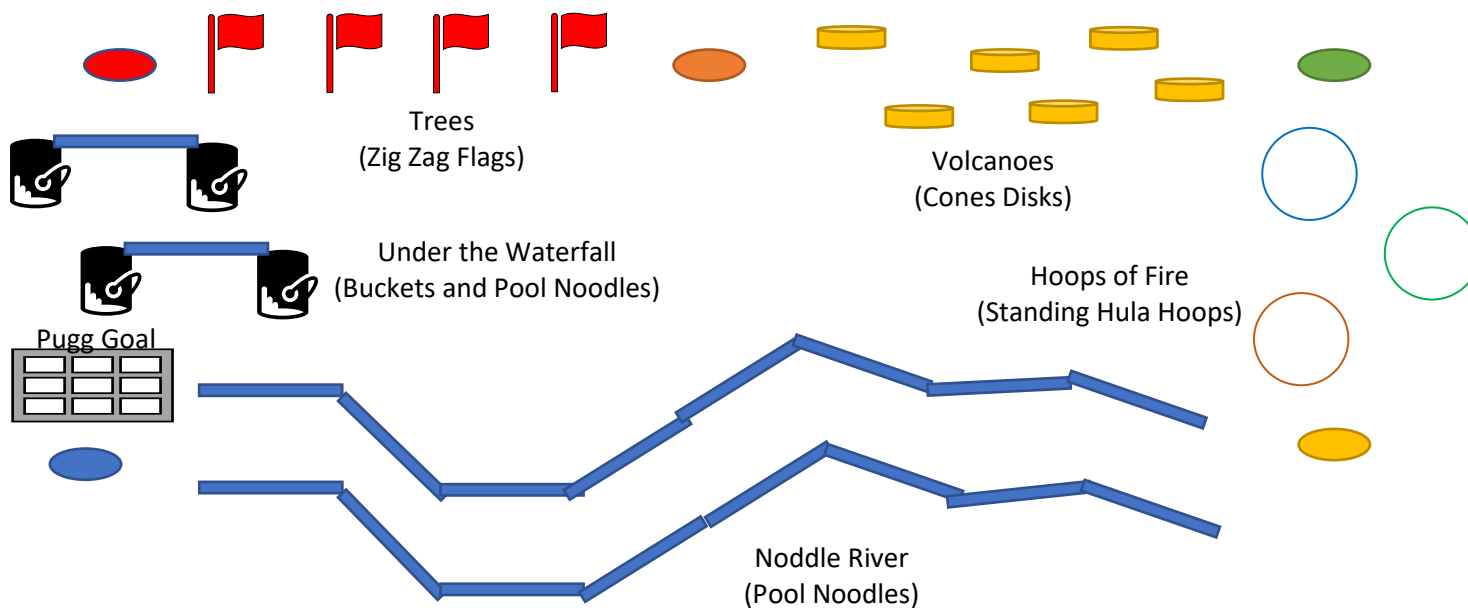 Trees
(Zig Zag Flags)
Volcanoes
(Cones Disks)
Under the Waterfall
(Buckets and Pool Noodles)
Hoops of Fire
(Standing Hula Hoops)
Pugg Goal
Noddle River
(Pool Noodles)